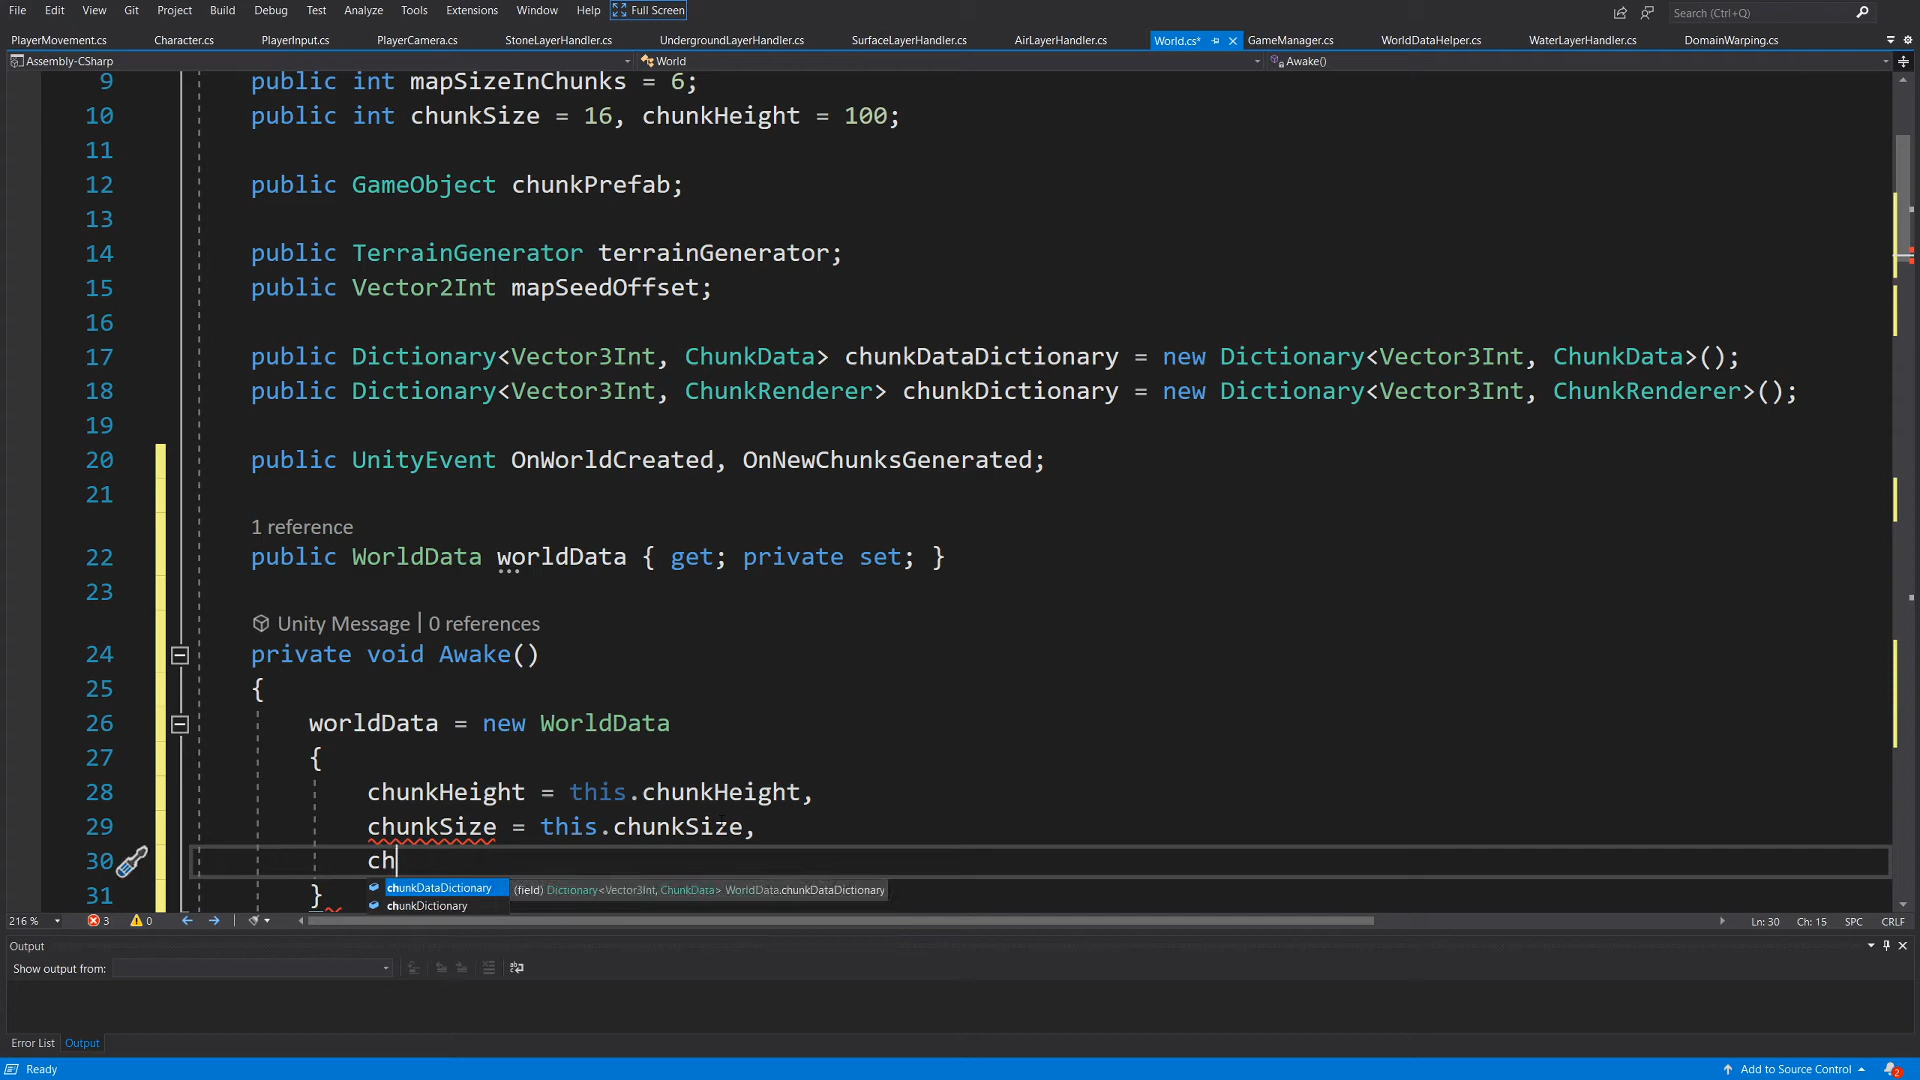 File Edit View Git Project Build Debug Test Analyze Tools Extensions Window Help Full Screen Search (Ctrl+Q)
PlayerMovement.cs Character.cs PlayerInput.cs PlayerCamera.cs StoneLayerHandler.cs UndergroundLayerHandler.cs SurfaceLayerHandler.cs AirLayerHandler.cs World.cs* GameManager.cs WorldDataHelper.cs WaterLayerHandler.cs DomainWarping.cs
Assembly-CSharp World Awake()
9 public int mapSizeInChunks = 6;
10 public int chunkSize = 16, chunkHeight = 100;
11
12 public GameObject chunkPrefab;
13
14 public TerrainGenerator terrainGenerator;
15 public Vector2Int mapSeedOffset;
16
17 public Dictionary<Vector3Int, ChunkData> chunkDataDictionary = new Dictionary<Vector3Int, ChunkData>();
18 public Dictionary<Vector3Int, ChunkRenderer> chunkDictionary = new Dictionary<Vector3Int, ChunkRenderer>();
19
20 public UnityEvent OnWorldCreated, OnNewChunksGenerated;
21
1 reference
22 public WorldData worldData { get; private set; }
23
Unity Message | 0 references
24 private void Awake()
25 {
26 worldData = new WorldData
27 {
28 chunkHeight = this.chunkHeight,
29 chunkSize = this.chunkSize,
30 ch
chunkDataDictionary (field) Dictionary<Vector3Int, ChunkData> WorldData.chunkDataDictionary
31 }
chunkDictionary
216 % 3 0 Ln: 30 Ch: 15 SPC CRLF
Output
Show output from:
Error List Output
Ready Add to Source Control 2